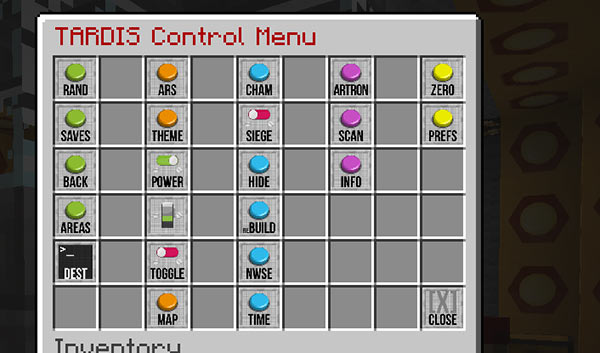 TARDIS Control Menu
RAND ARS CHAM ARTRON ZERO
SAVES THEME SIEGE SCAN PREFS
BACK POWER HIDE INFO
AREAS REBUILD
>_
DEST TOGGLE NWSE
TXT
MAP TIME CLOSE
Inventory